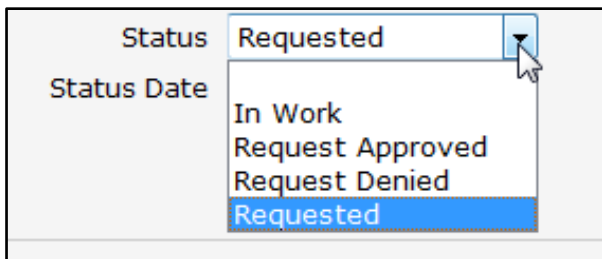 Status Requested
Status Date
In Work
Request Approved
Request Denied
Requested